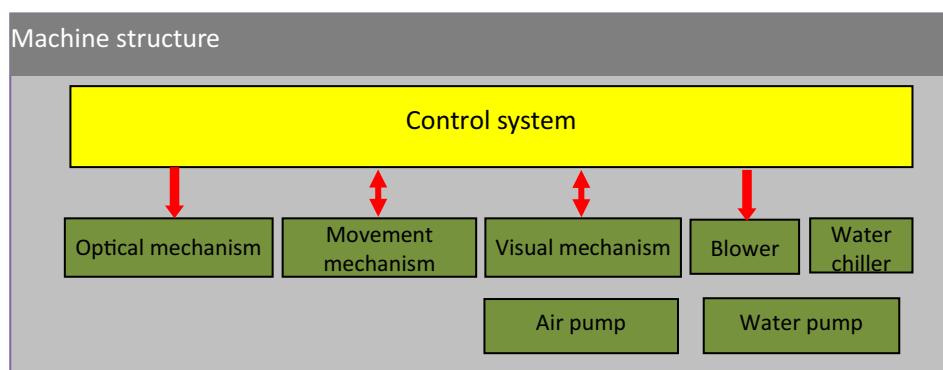 Machine structure
Control system
Optical mechanism
Movement
mechanism
Visual mechanism
Blower
Water
chiller
Air pump
Water pump